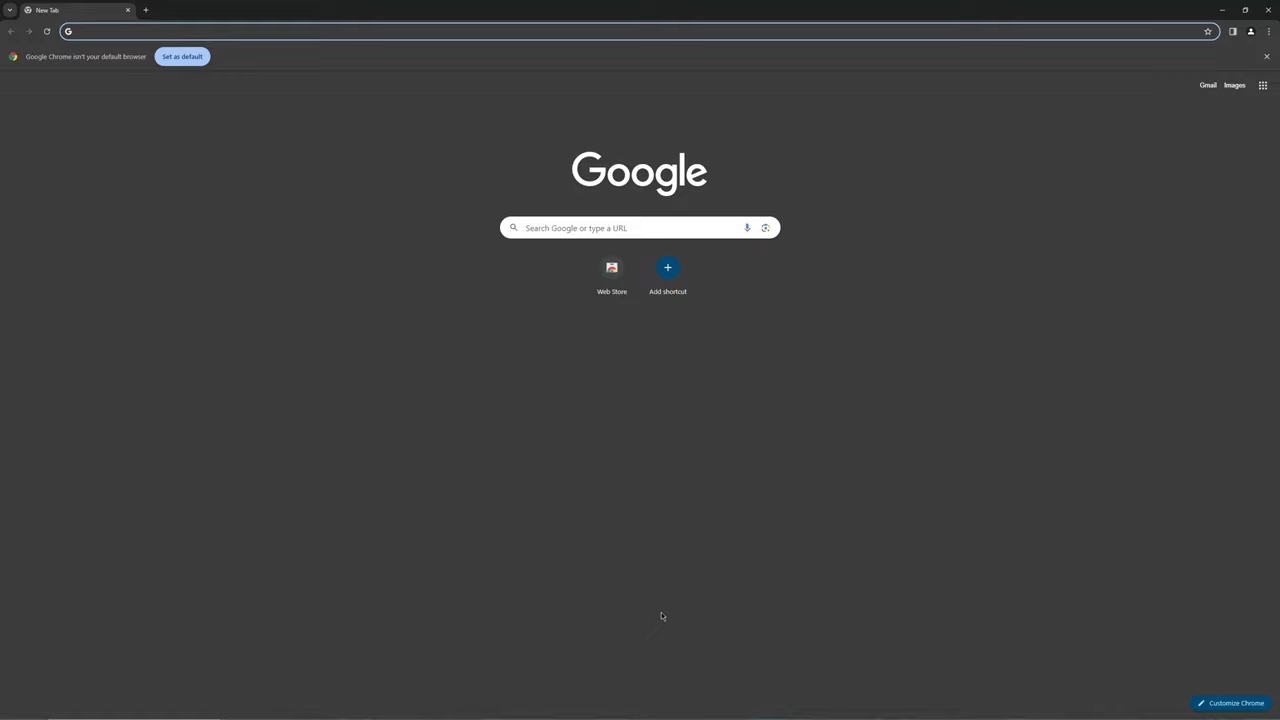 New Tab
Google Chrome isn't your default browser
Set as default
Gmail
Images
Google
Search Google or type a URL
Web Store
Add shortcut
Customize Chrome